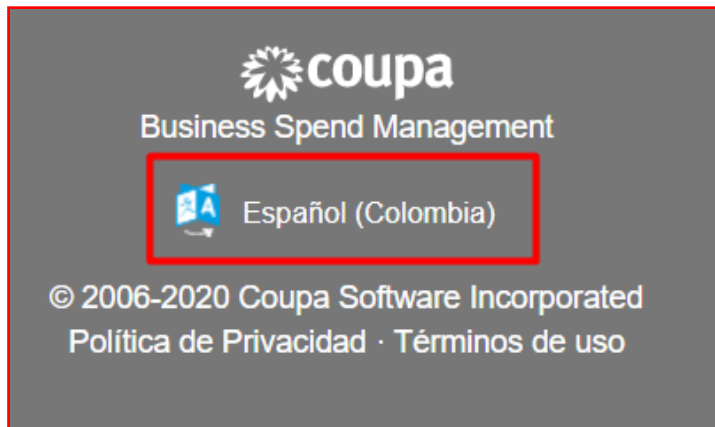 coupa
Business Spend Management
A Español (Colombia)
© 2006-2020 Coupa Software Incorporated
Política de Privacidad · Términos de uso